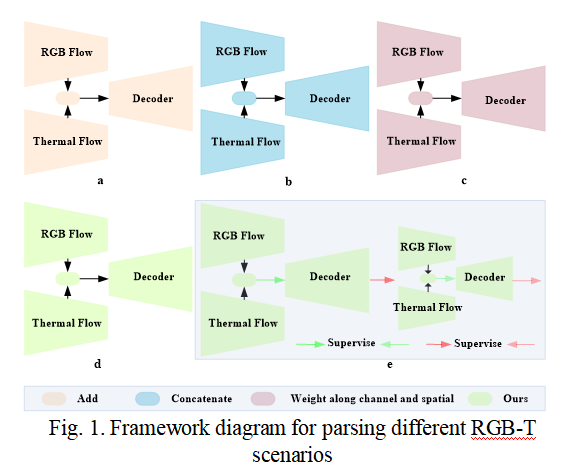 RGB Flow
Decoder
Thermal Flow
a
RGB Flow
Decoder
Thermal Flow
b
RGB Flow
Decoder
Thermal Flow
c
RGB Flow
Decoder
Thermal Flow
d
RGB Flow
Decoder
Thermal Flow
RGB Flow
Decoder
Thermal Flow
Supervise
Supervise
e
Add
Concatenate
Weight along channel and spatial
Ours
Fig. 1. Framework diagram for parsing different RGB-T
scenarios